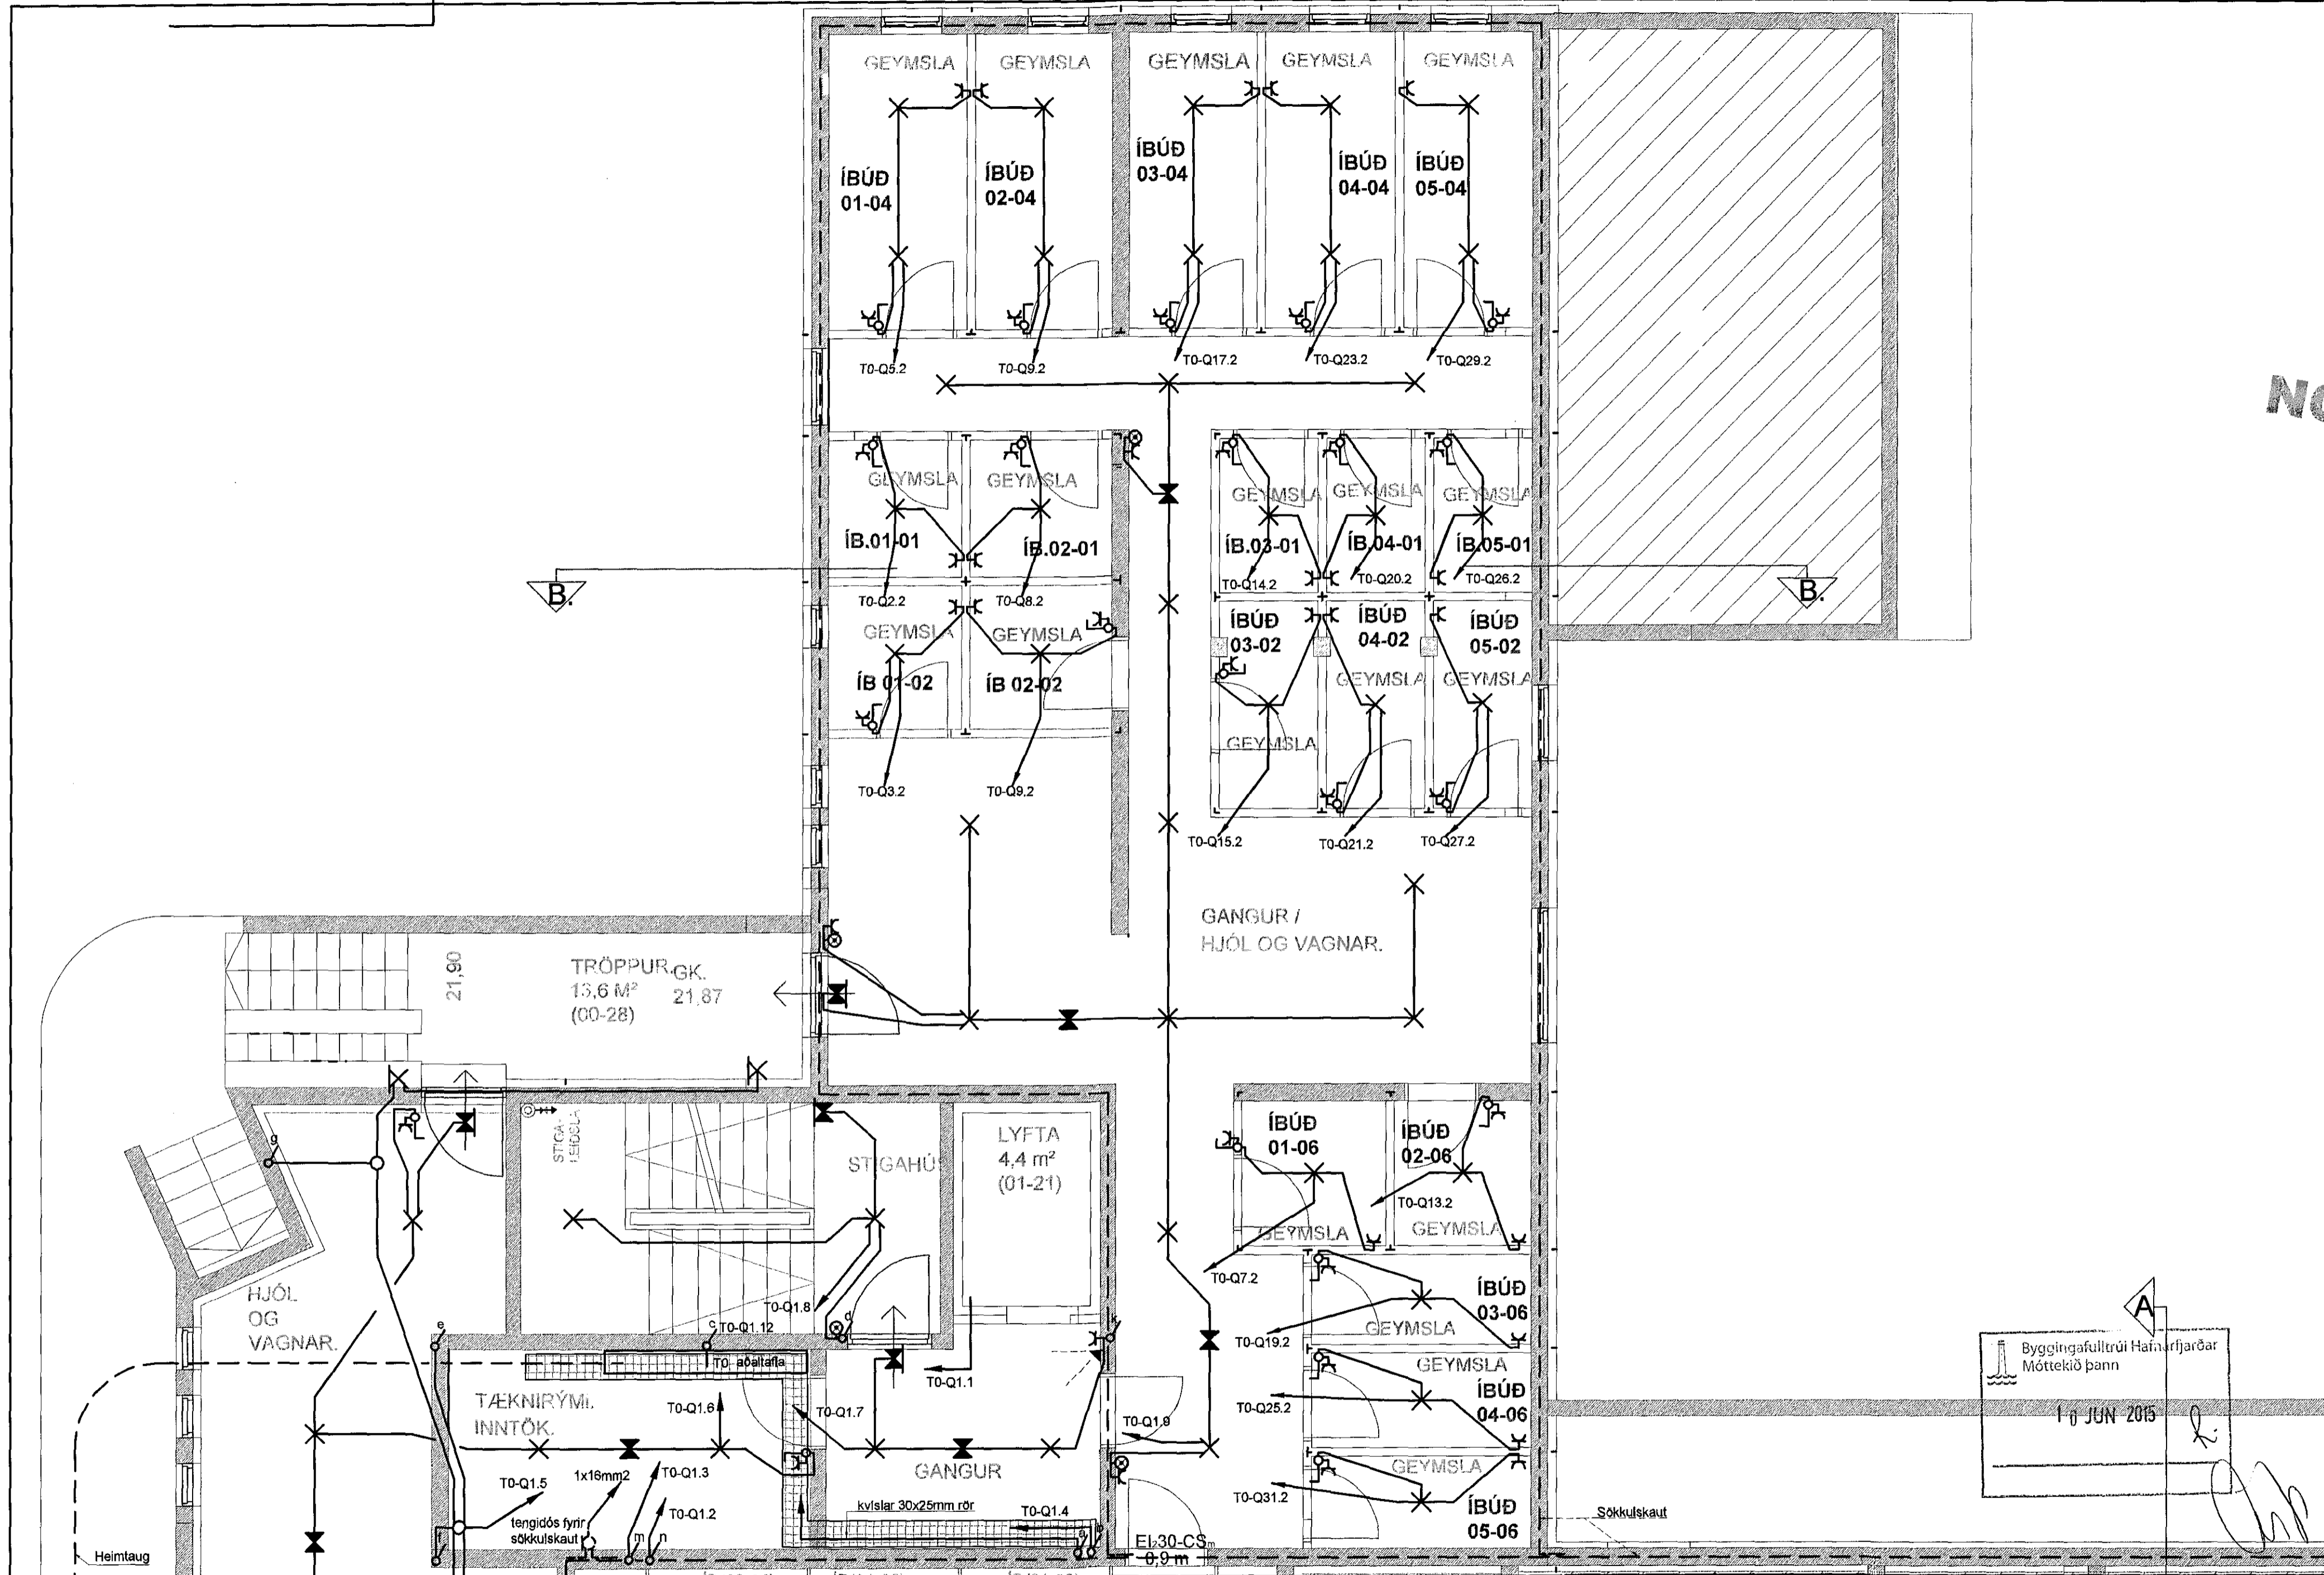 GEYMSLA
GEYMSLA
GEYMSLA
GEYMSLA
GEYMSLA
ÍBÚÐ
01-04
ÍBÚÐ
02-04
ÍBÚÐ
03-04
ÍBÚÐ
04-04
ÍBÚÐ
05-04
T0-Q5.2
T0-Q9.2
T0-Q17.2
T0-Q23.2
T0-Q29.2
GEYMSLA
GEYMSLA
GEYMSLA
GEYMSLA
GEYMSLA
ÍB.01-01
ÍB.02-01
ÍB.03-01
ÍB.04-01
ÍB.05-01
T0-Q2.2
T0-Q8.2
T0-Q14.2
T0-Q20.2
T0-Q26.2
B.
B.
GEYMSLA
GEYMSLA
ÍBÚÐ
03-02
ÍBÚÐ
04-02
ÍBÚÐ
05-02
ÍB 01-02
ÍB 02-02
GEYMSLA
GEYMSLA
GEYMSLA
T0-Q3.2
T0-Q9.2
T0-Q15.2
T0-Q21.2
T0-Q27.2
GANGUR /
HJÓL OG VAGNAR.
21,90
TRÖPPUR.
13,6 M²
(00-28)
GK.
21,87
STIGA-
LEIÐSLA
STIGAHÚS
LYFTA
4,4 m²
(01-21)
ÍBÚÐ
01-06
ÍBÚÐ
02-06
T0-Q13.2
GEYMSLA
GEYMSLA
g
T0-Q7.2
HJÓL
OG
VAGNAR.
T0-Q1.8
ÍBÚÐ
03-06
T0-Q19.2
GEYMSLA
e
c
T0-Q1.12
d
k
T0 aðaltafla
T0-Q1.1
GEYMSLA
ÍBÚÐ
04-06
T0-Q25.2
TÆKNIRÝMI.
INNTÖK.
T0-Q1.6
T0-Q1.7
T0-Q1.9
GANGUR
GEYMSLA
T0-Q31.2
ÍBÚÐ
05-06
T0-Q1.5
1x16mm2
T0-Q1.3
T0-Q1.2
kvíslar 30x25mm rör
T0-Q1.4
tengidós fyrir
sökkulskaut
m
n
EI₂30-CSm
0,9 m
Heimtaug
Sökkulskaut
A
Byggingafulltrúi Hafnarfjarðar
Móttekið þann
JUN 2015